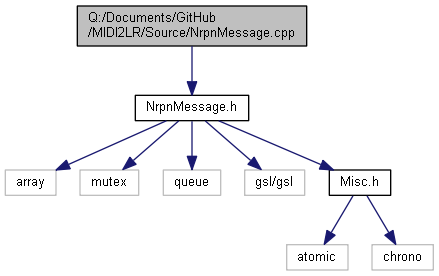 Q:/Documents/GitHub
/MIDI2LR/Source/NrpnMessage.cpp
NrpnMessage.h
array
mutex
queue
gsl/gsl
Misc.h
atomic
chrono